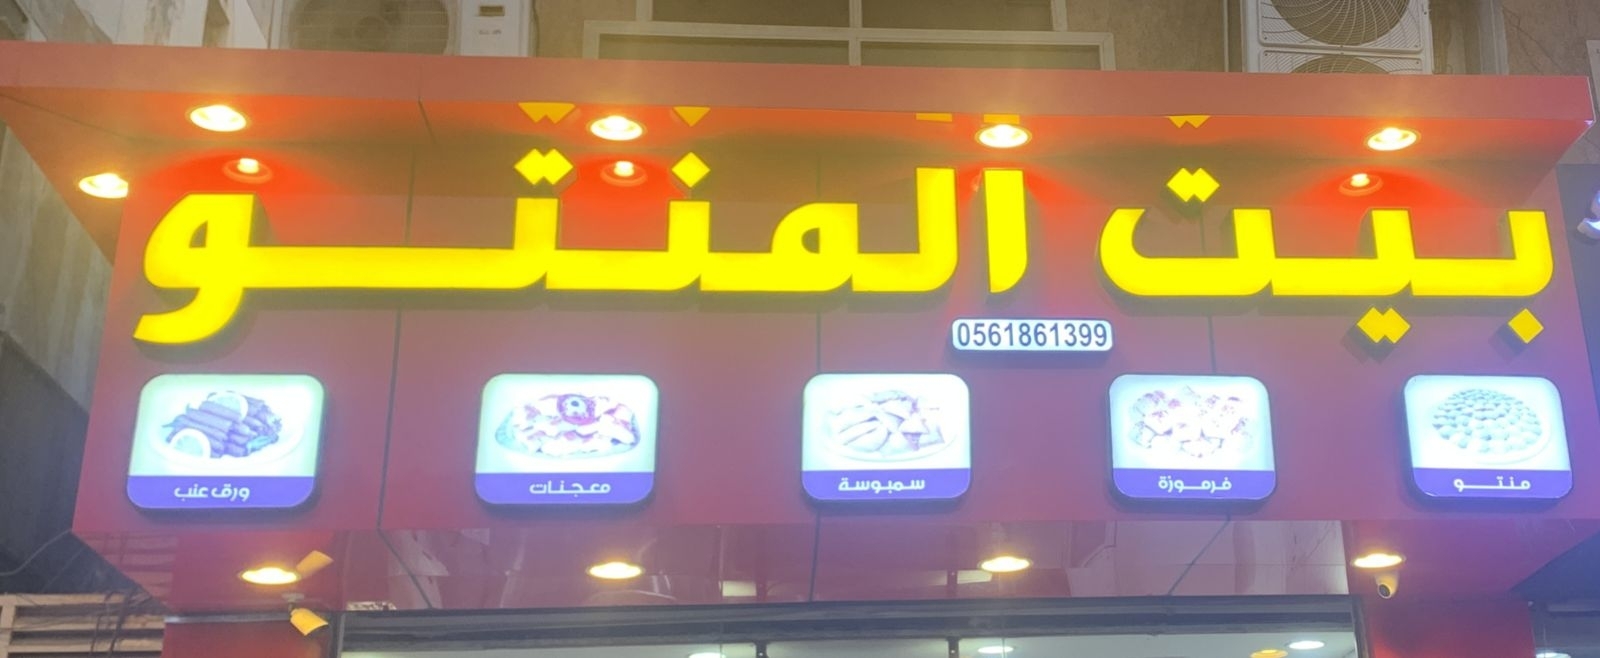 بيت المنتو
0561861399
منتو
فرموزة
سمبوسة
معجنات
ورق عنب